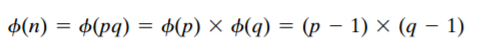 ϕ(n) = ϕ(pq) = ϕ(p) × ϕ(q) = (p − 1) × (q − 1)